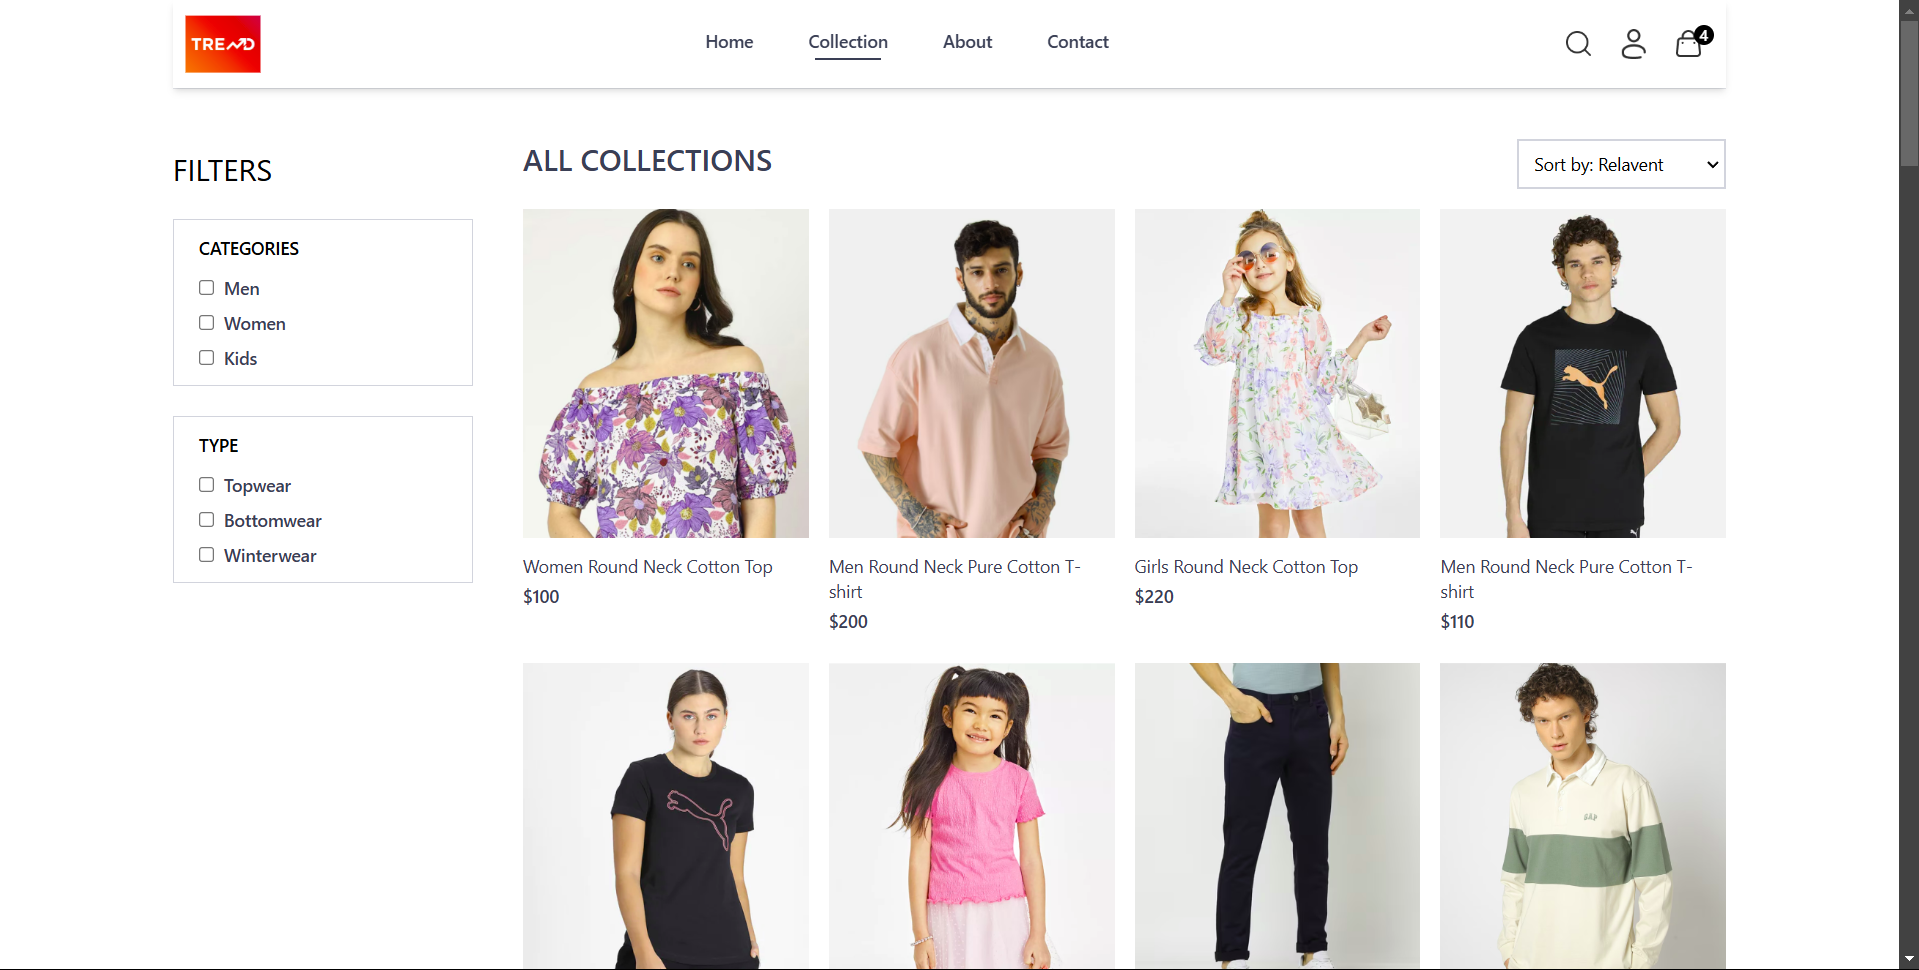 TREND
Home
Collection
About
Contact
4
FILTERS
CATEGORIES
Men
Women
Kids
TYPE
Topwear
Bottomwear
Winterwear
ALL COLLECTIONS
Sort by: Relavent
Women Round Neck Cotton Top
$100
Men Round Neck Pure Cotton T-
shirt
$200
Girls Round Neck Cotton Top
$220
Men Round Neck Pure Cotton T-
shirt
$110
GAP